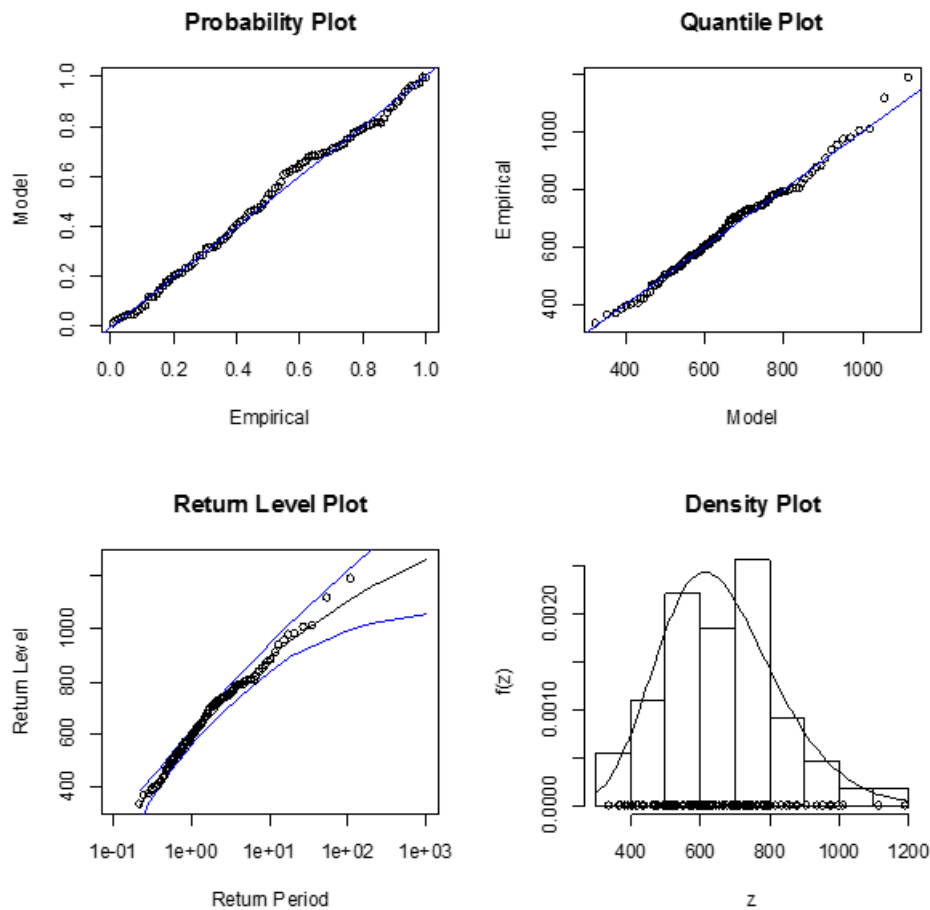 Probability Plot
Model
0.0 0.2 0.4 0.6 0.8 1.0
0.0 0.2 0.4 0.6 0.8 1.0
Empirical
Quantile Plot
Empirical
400 600 800 1000
400 600 800 1000
Model
Return Level Plot
Return Level
400 600 800 1000
1e-01 1e+00 1e+01 1e+02 1e+03
Return Period
Density Plot
f(z)
0.0000 0.0010 0.0020
400 600 800 1000 1200
z